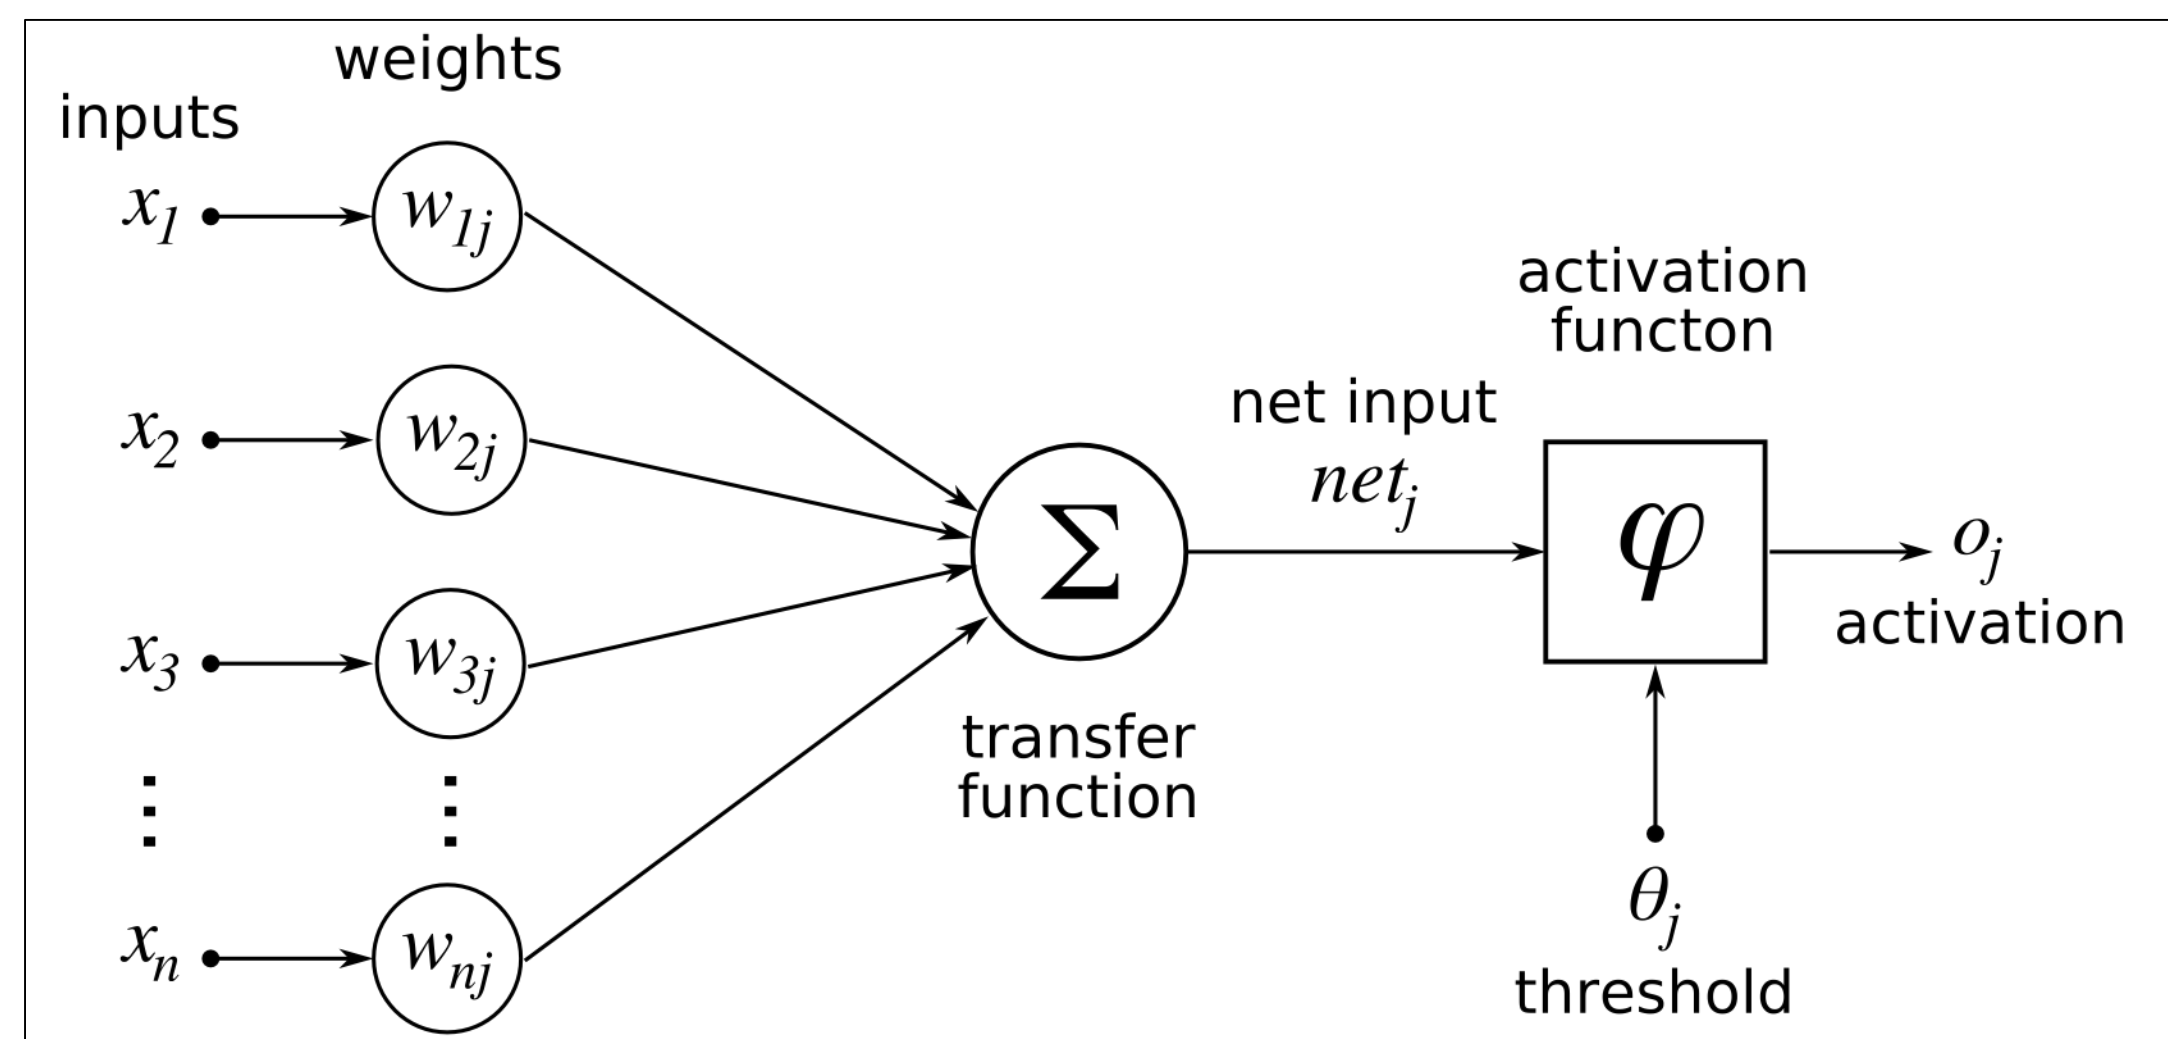 weights
inputs
x1
w1j
activation
functon
x2
w2j
net input
netj
Σ
φ
oj
activation
x3
w3j
transfer
function
⋮ ⋮
θj
xn
wnj
threshold